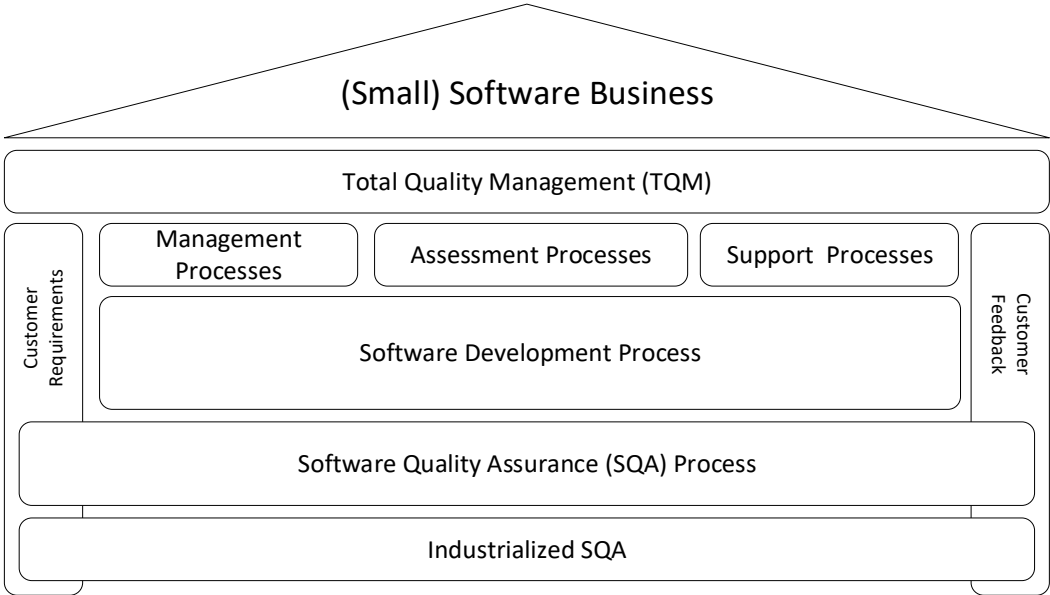 (Small) Software Business
Total Quality Management (TQM)
Management
Processes
Assessment Processes
Support Processes
Customer
Requirements
Customer
Feedback
Software Development Process
Software Quality Assurance (SQA) Process
Industrialized SQA